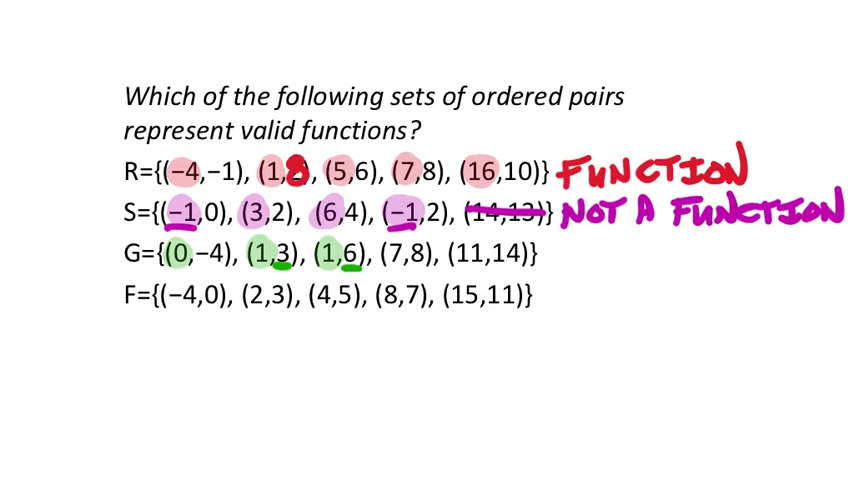 Which of the following sets of ordered pairs
represent valid functions?
R={(−4,−1), (1,8), (5,6), (7,8), (16,10)} FUNCTION
S={(−1,0), (3,2), (6,4), (−1,2), (14,13)} NOT A FUNCTION
G={(0,−4), (1,3), (1,6), (7,8), (11,14)}
F={(−4,0), (2,3), (4,5), (8,7), (15,11)}